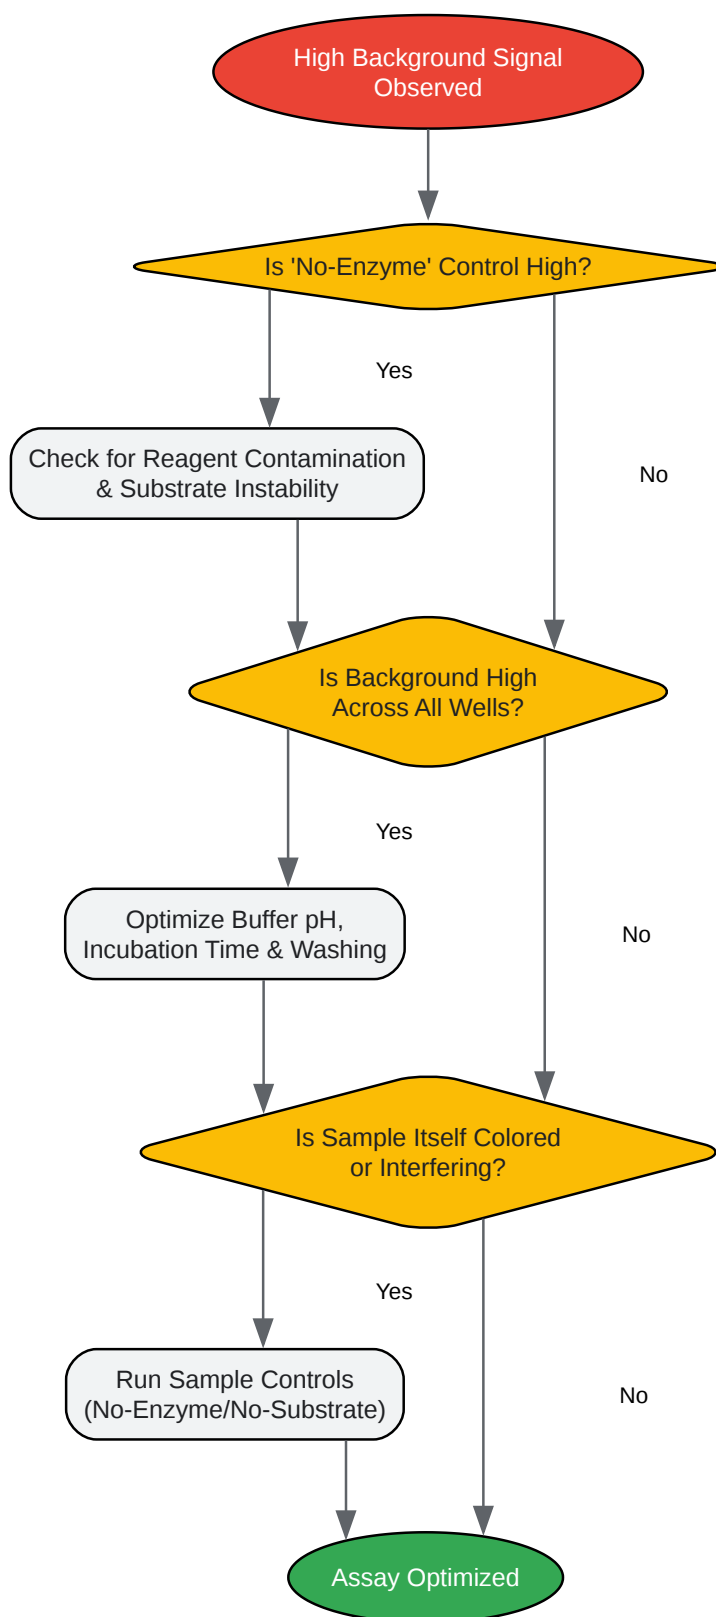 High Background Signal
Observed
Is 'No-Enzyme' Control High?
Yes
Check for Reagent Contamination
& Substrate Instability
No
Is Background High
Across All Wells?
Yes
Optimize Buffer pH,
Incubation Time & Washing
No
Is Sample Itself Colored
or Interfering?
Yes
Run Sample Controls
(No-Enzyme/No-Substrate)
No
Assay Optimized